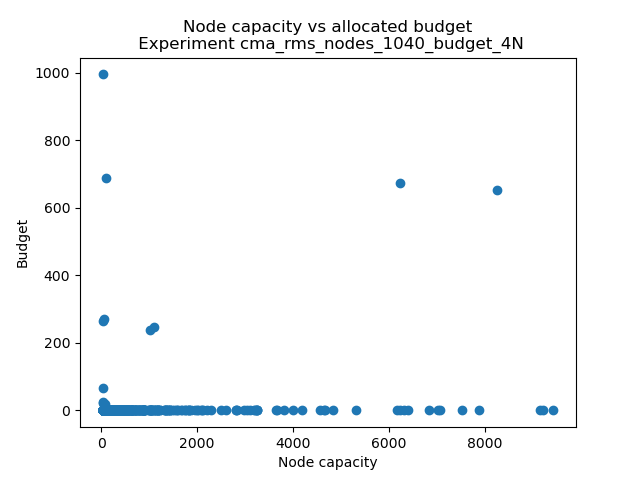 Node capacity vs allocated budget
Experiment cma_rms_nodes_1040_budget_4N
1000
800
600
400
200
0
Budget
0 2000 4000 6000 8000
Node capacity